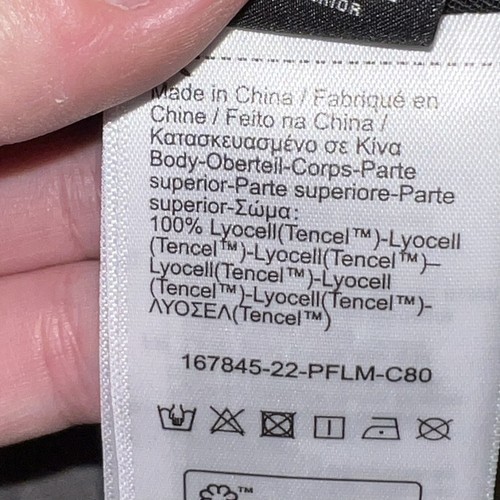 Made in China / Fabriqué en
Chine / Feito na China /
Κατασκευασμένο σε Κίνα
Body-Oberteil-Corps-Parte
superior-Parte superiore-Parte
superior-Σώμα:
100% Lyocell(Tencel™)-Lyocell
(Tencel™)-Lyocell(Tencel™)–
Lyocell(Tencel™)-Lyocell
(Tencel™)-Lyocell(Tencel™)-
ΛΥΟΣΕΛ(Tencel™)
167845-22-PFLM-C80
™